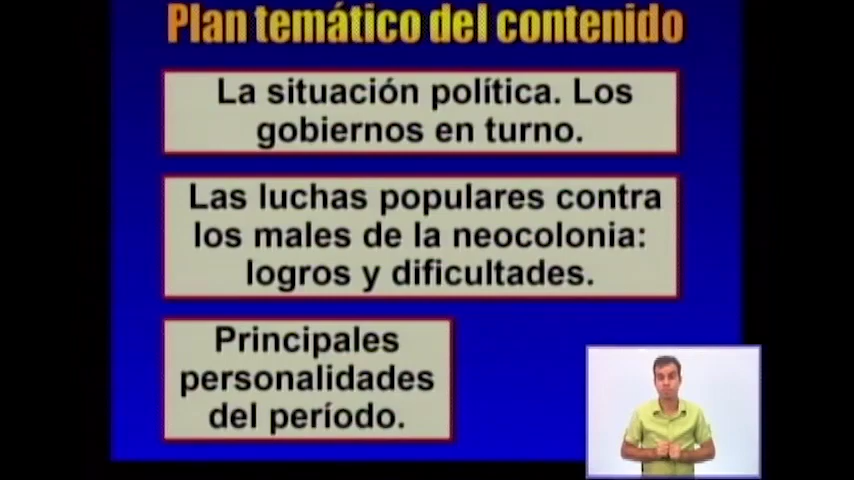 Plan temático del contenido
La situación política. Los
gobiernos en turno.
Las luchas populares contra
los males de la neocolonia:
logros y dificultades.
Principales
personalidades
del período.